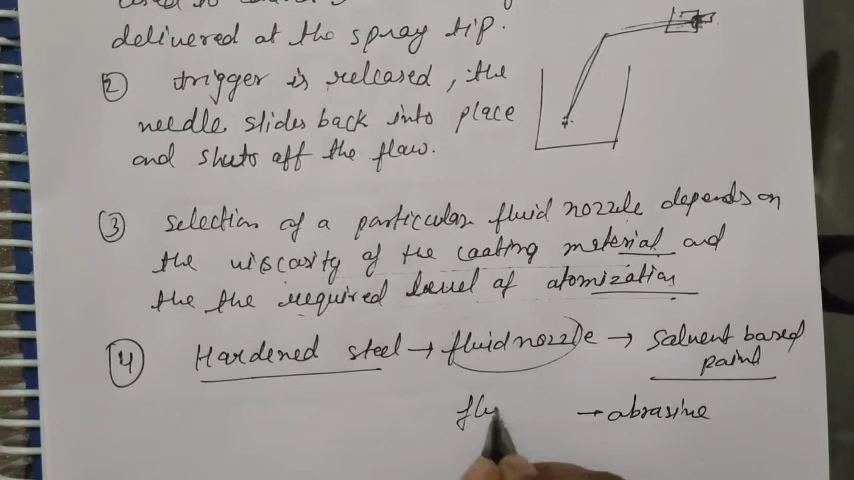 delivered at the spray tip.
② trigger is released, the
needle slides back into place
and shuts off the flow.
③ selection of a particular fluid nozzle depends on
the viscosity of the coating material and
the the required level of atomization
④ Hardened steel → fluid nozzle → solvent based
paint
flu → abrasine